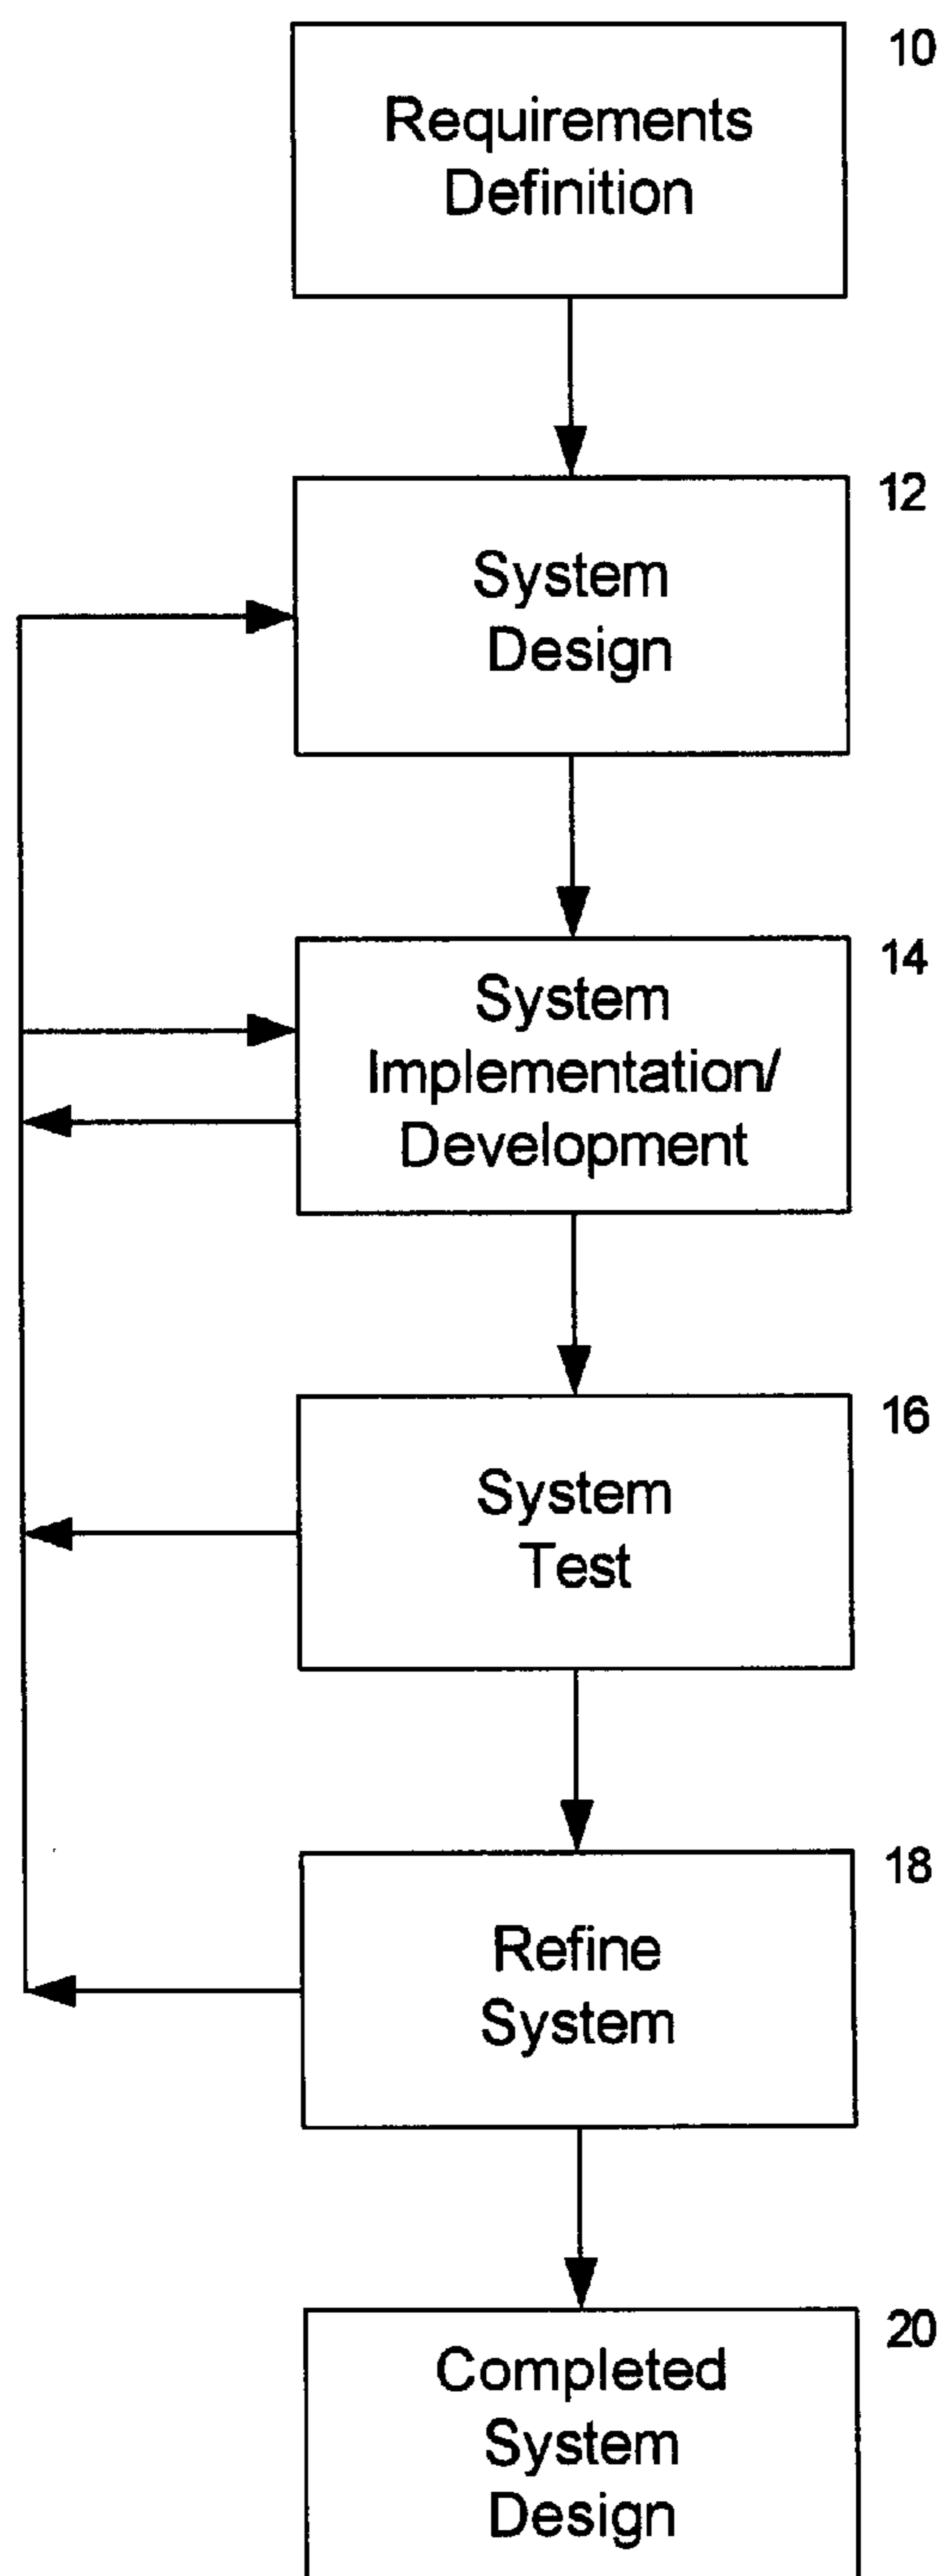 10
Requirements
Definition
12
System
Design
14
System
Implementation/
Development
16
System
Test
18
Refine
System
20
Completed
System
Design